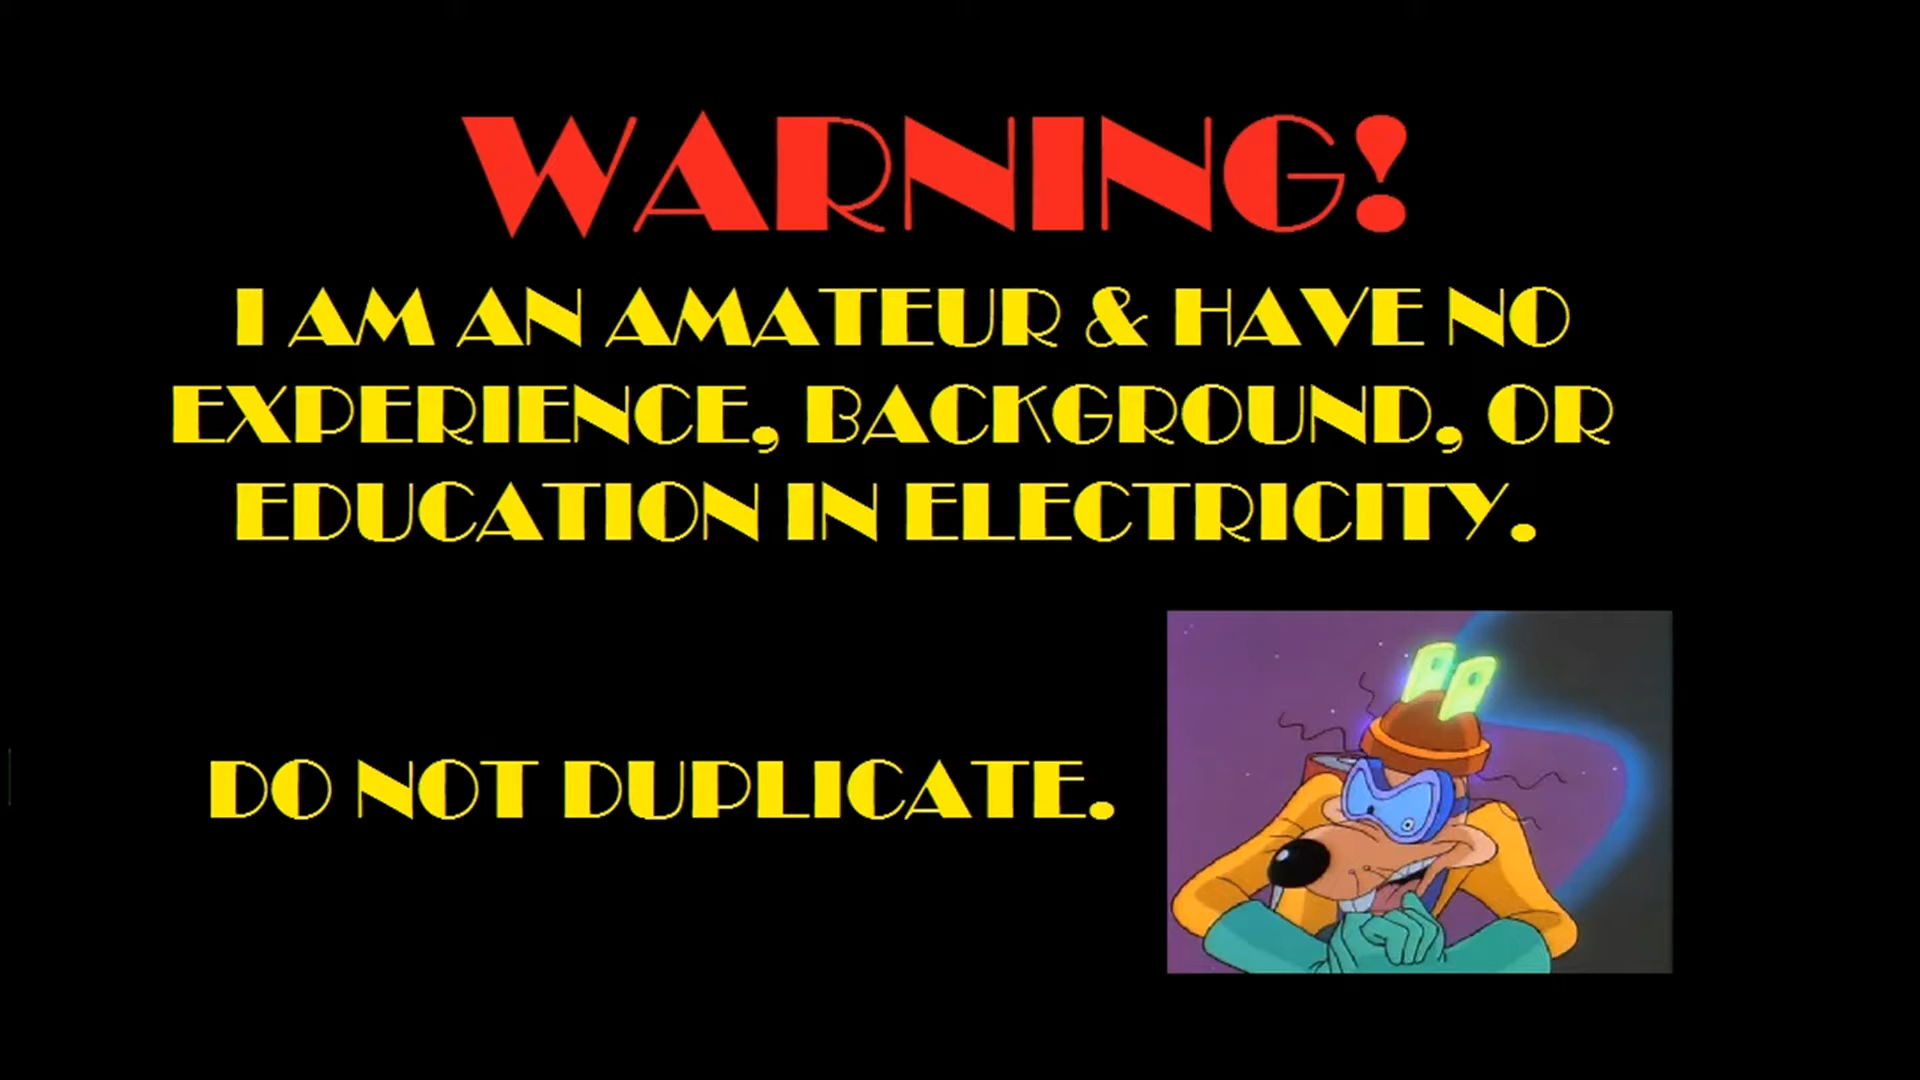 WARNING!
I AM AN AMATEUR & HAVE NO
EXPERIENCE, BACKGROUND, OR
EDUCATION IN ELECTRICITY.
DO NOT DUPLICATE.